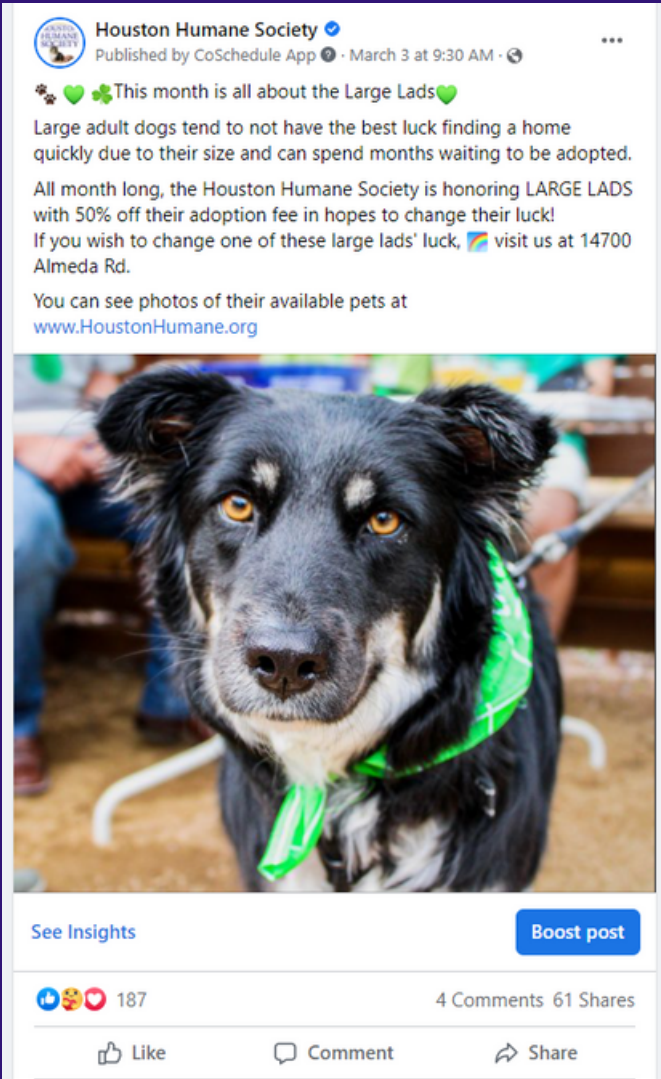 HOUSTON
HUMANE
SOCIETY
Houston Humane Society
Published by CoSchedule App · March 3 at 9:30 AM ·
🐾 💚 ☘️This month is all about the Large Lads💚
Large adult dogs tend to not have the best luck finding a home
quickly due to their size and can spend months waiting to be adopted.
All month long, the Houston Humane Society is honoring LARGE LADS
with 50% off their adoption fee in hopes to change their luck!
If you wish to change one of these large lads' luck, 🌈 visit us at 14700
Almeda Rd.
You can see photos of their available pets at
www.HoustonHumane.org
See Insights
Boost post
187
4 Comments 61 Shares
Like
Comment
Share